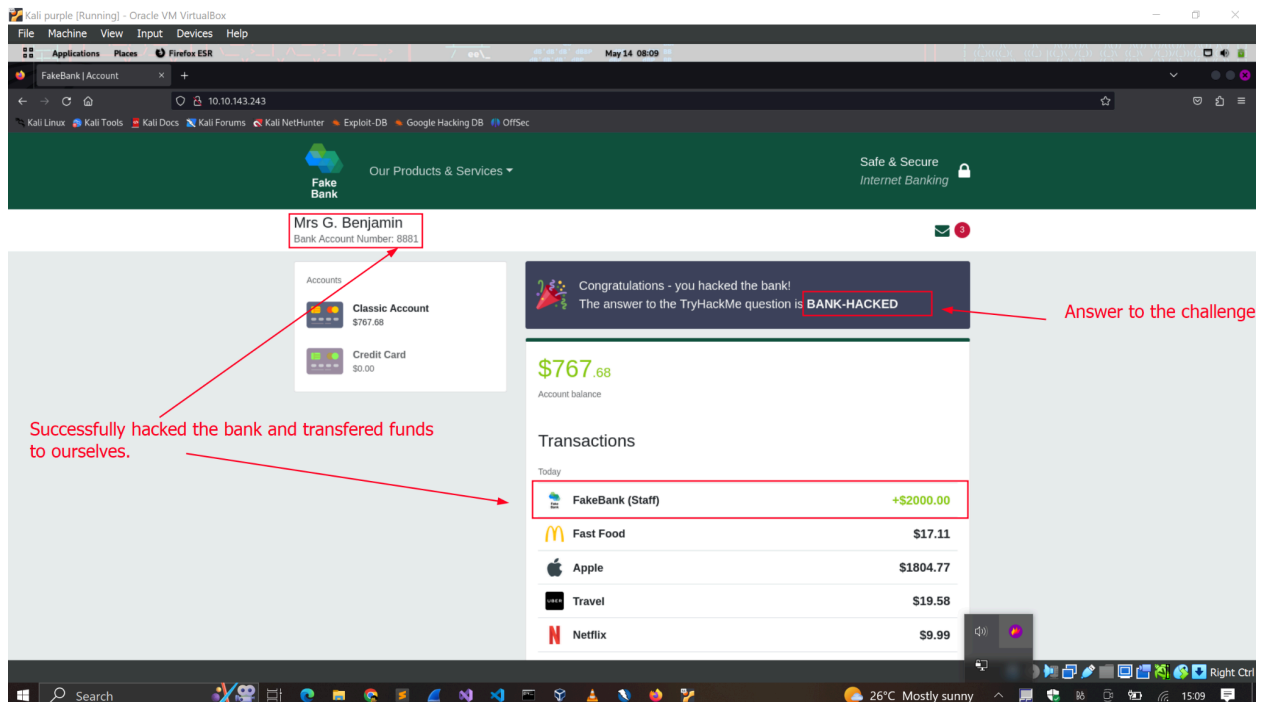 Kali purple [Running] - Oracle VM VirtualBox
File Machine View Input Devices Help
Applications Places Firefox ESR May 14 08:09
FakeBank | Account
10.10.143.243
Kali Linux Kali Tools Kali Docs Kali Forums Kali NetHunter Exploit-DB Google Hacking DB OffSec
Fake
Bank
Our Products & Services
Safe & Secure
Internet Banking
Mrs G. Benjamin
Bank Account Number: 8881
3
Accounts
Classic Account
$767.68
Credit Card
$0.00
Congratulations - you hacked the bank!
The answer to the TryHackMe question is BANK-HACKED
Answer to the challenge
$767.68
Account balance
Successfully hacked the bank and transfered funds
to ourselves.
Transactions
Today
FakeBank (Staff) +$2000.00
Fast Food $17.11
Apple $1804.77
UBER Travel $19.58
Netflix $9.99
Right Ctrl
Search
26°C Mostly sunny
15:09